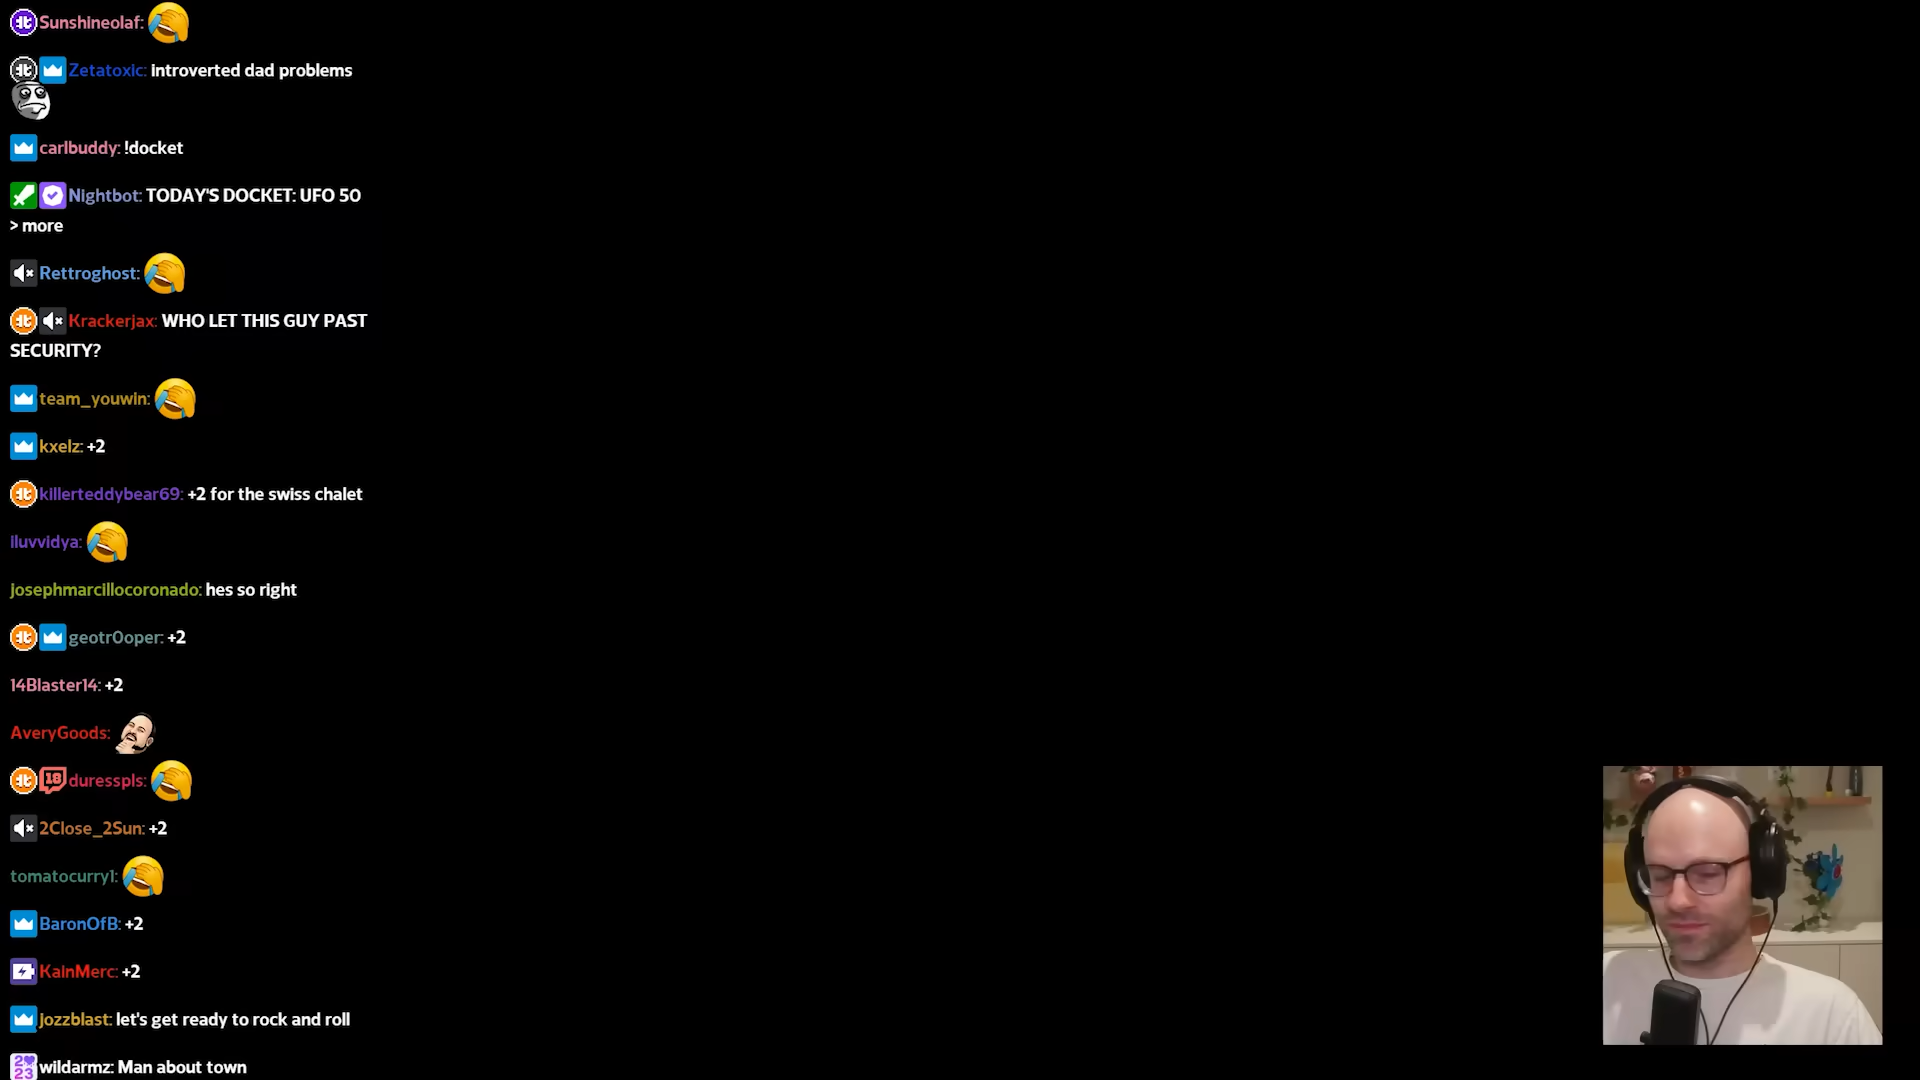 Sunshineolaf:
Zetatoxic: introverted dad problems
carlbuddy: !docket
Nightbot: TODAY'S DOCKET: UFO 50
> more
Rettroghost:
Krackerjax: WHO LET THIS GUY PAST
SECURITY?
team_youwin:
kxelz: +2
killerteddybear69: +2 for the swiss chalet
iluvvidya:
josephmarcillocoronado: hes so right
geotr0oper: +2
14Blaster14: +2
AveryGoods:
18 duresspls:
2Close_2Sun: +2
tomatocurry1:
BaronOfB: +2
KainMerc: +2
jozzblast: let's get ready to rock and roll
wildarmz: Man about town